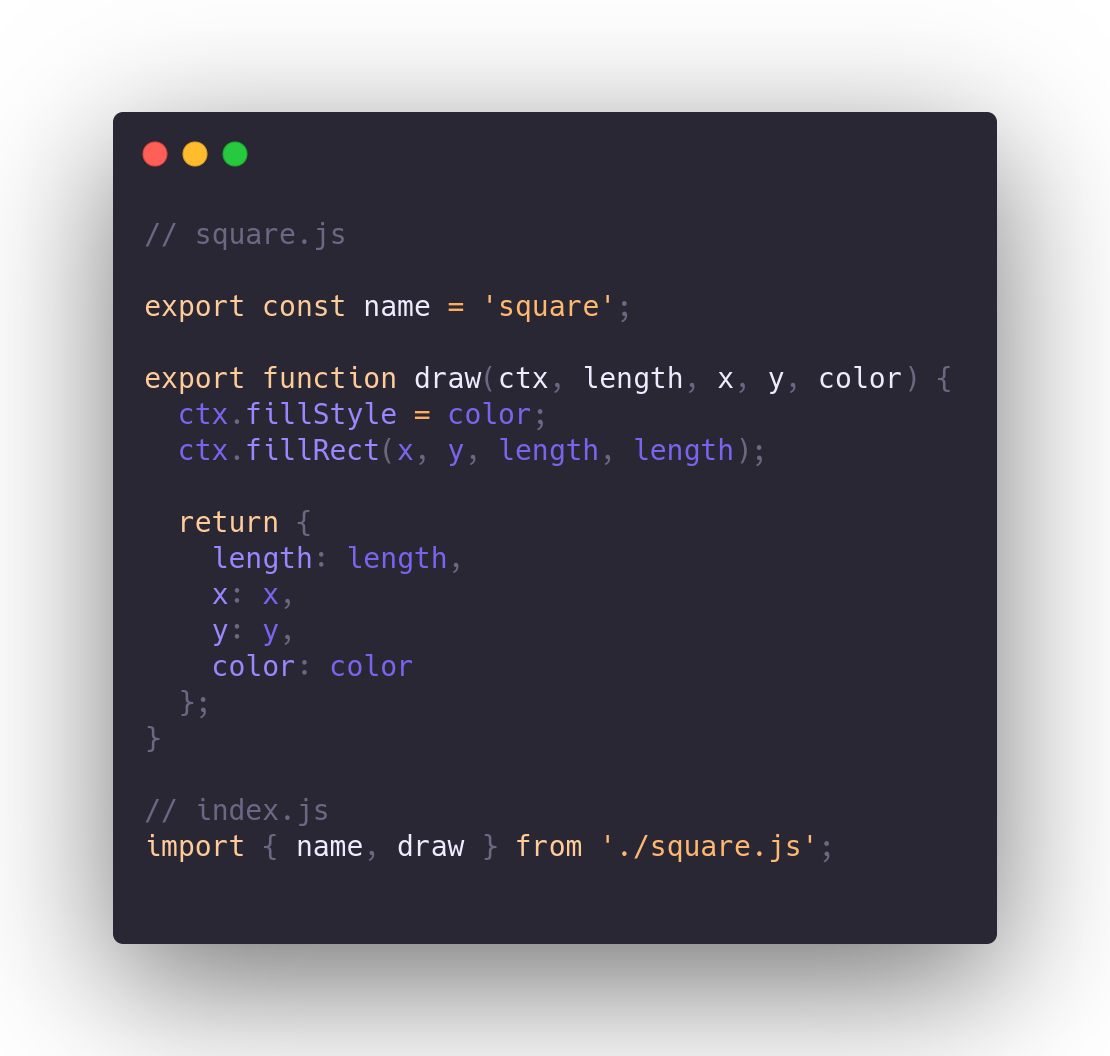 // square.js

export const name = 'square';

export function draw(ctx, length, x, y, color) {
  ctx.fillStyle = color;
  ctx.fillRect(x, y, length, length);

  return {
    length: length,
    x: x,
    y: y,
    color: color
  };
}

// index.js
import { name, draw } from './square.js';